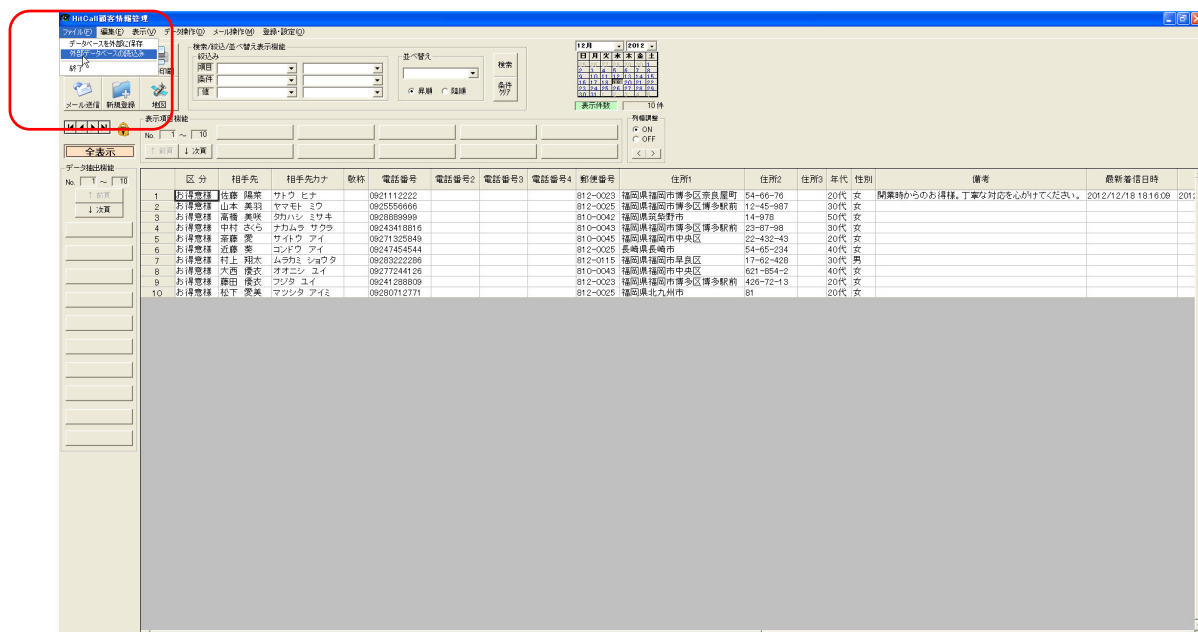 HitCall顧客情報管理
ファイル(F) 編集(E) 表示(V) データ操作(D) メール操作(M) 登録・設定(O)
データベースを外部に保存
外部データベースの読込み
終了
メール送信 新規登録 地図
検索/絞込/並べ替え表示機能
絞込み
項目
条件
値
並べ替え
昇順 降順
検索
条件
クリア
12月 2012
日 月 火 水 木 金 土
表示件数 10 件
表示項目機能
No. 1 ～ 10
↑ 前頁 ↓ 次頁
列幅調整
ON
OFF
< >
全表示
データ抽出機能
No. 1 ～ 10
↑ 前頁
↓ 次頁
区 分 相手先 相手先カナ 敬称 電話番号 電話番号2 電話番号3 電話番号4 郵便番号 住所1 住所2 住所3 年代 性別 備考 最新着信日時
1 お得意様 佐藤 陽菜 サトウ ヒナ 0921112222 812-0023 福岡県福岡市博多区奈良屋町 54-66-76 20代 女 開業時からのお得様。丁寧な対応を心がけてください。 2012/12/18 18:16:09 2012
2 お得意様 山本 美羽 ヤマモト ミウ 0925556666 812-0025 福岡県福岡市博多区博多駅前 12-45-987 30代 女
3 お得意様 高橋 美咲 タカハシ ミサキ 0928889999 810-0042 福岡県筑紫野市 14-978 50代 女
4 お得意様 中村 さくら ナカムラ サクラ 09243418816 810-0043 福岡県福岡市博多区博多駅前 23-87-98 30代 女
5 お得意様 斎藤 愛 サイトウ アイ 09271325849 810-0045 福岡県福岡市中央区 22-432-43 20代 女
6 お得意様 近藤 葵 コンドウ アイ 09247454544 812-0025 長崎県長崎市 54-65-234 40代 女
7 お得意様 村上 翔太 ムラカミ ショウタ 09283222286 812-0115 福岡県福岡市早良区 17-62-428 30代 男
8 お得意様 大西 優衣 オオニシ ユイ 09277244126 810-0043 福岡県福岡市中央区 621-854-2 40代 女
9 お得意様 藤田 優衣 フジタ ユイ 09241288809 812-0023 福岡県福岡市博多区博多駅前 426-72-13 20代 女
10 お得意様 松下 愛美 マツシタ アイミ 09280712771 812-0025 福岡県北九州市 81 20代 女